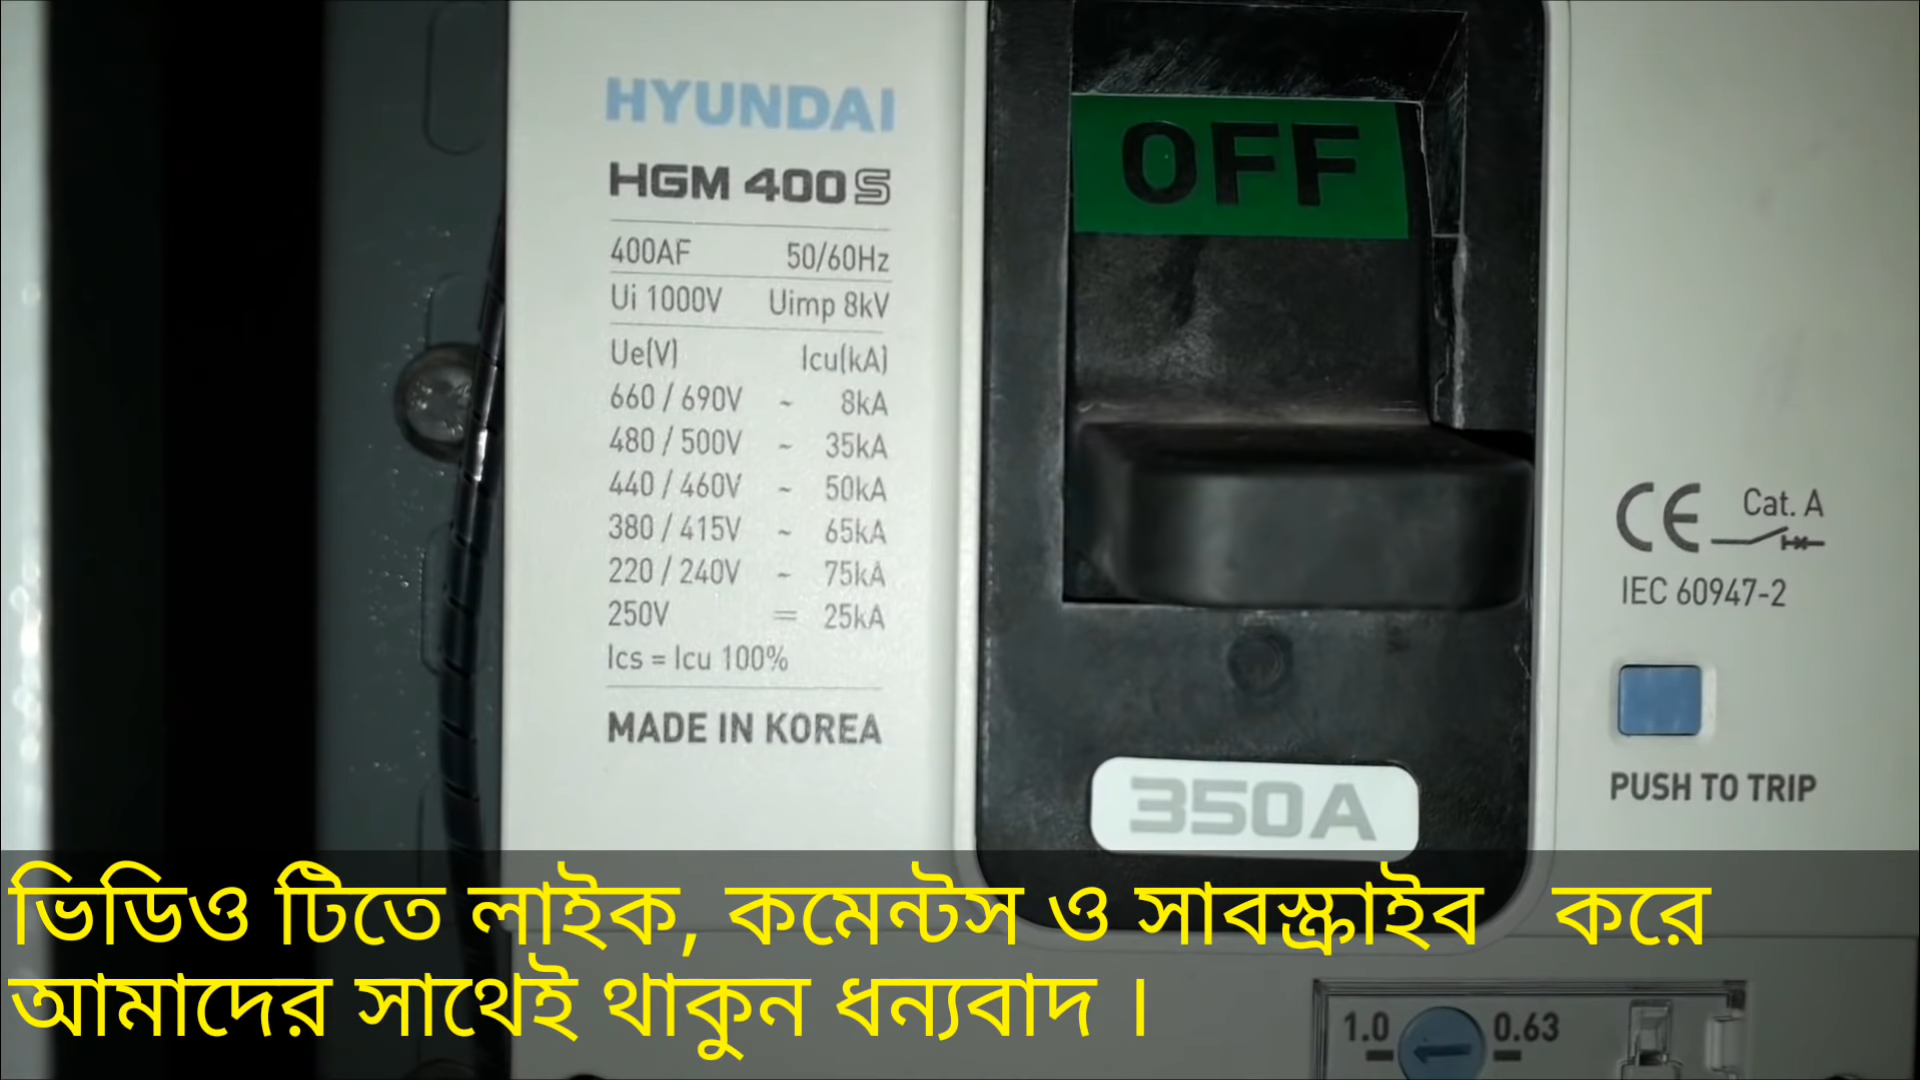 HYUNDAI
HGM 400S
400AF 50/60Hz
Ui 1000V Uimp 8kV
Ue(V) Icu(kA)
660 / 690V ~ 8kA
480 / 500V ~ 35kA
440 / 460V ~ 50kA
380 / 415V ~ 65kA
220 / 240V ~ 75kA
250V = 25kA
Ics = Icu 100%
MADE IN KOREA
OFF
350A
CE Cat. A
IEC 60947-2
PUSH TO TRIP
1.0 0.63
ভিডিও টিতে লাইক, কমেন্টস ও সাবস্ক্রাইব করে
আমাদের সাথেই থাকুন ধন্যবাদ ।